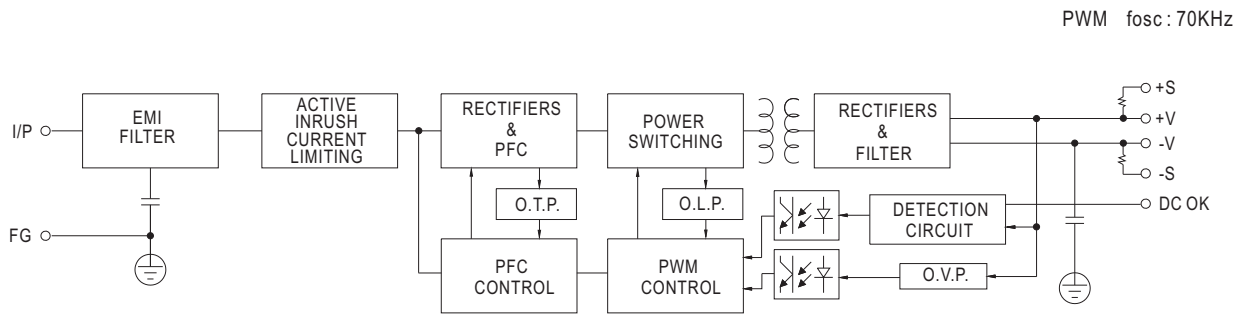 PWM fosc : 70KHz
I/P
EMI
FILTER
ACTIVE
INRUSH
CURRENT
LIMITING
RECTIFIERS
&
PFC
POWER
SWITCHING
RECTIFIERS
&
FILTER
+S
+V
-V
-S
DC OK
O.T.P.
O.L.P.
DETECTION
CIRCUIT
FG
PFC
CONTROL
PWM
CONTROL
O.V.P.